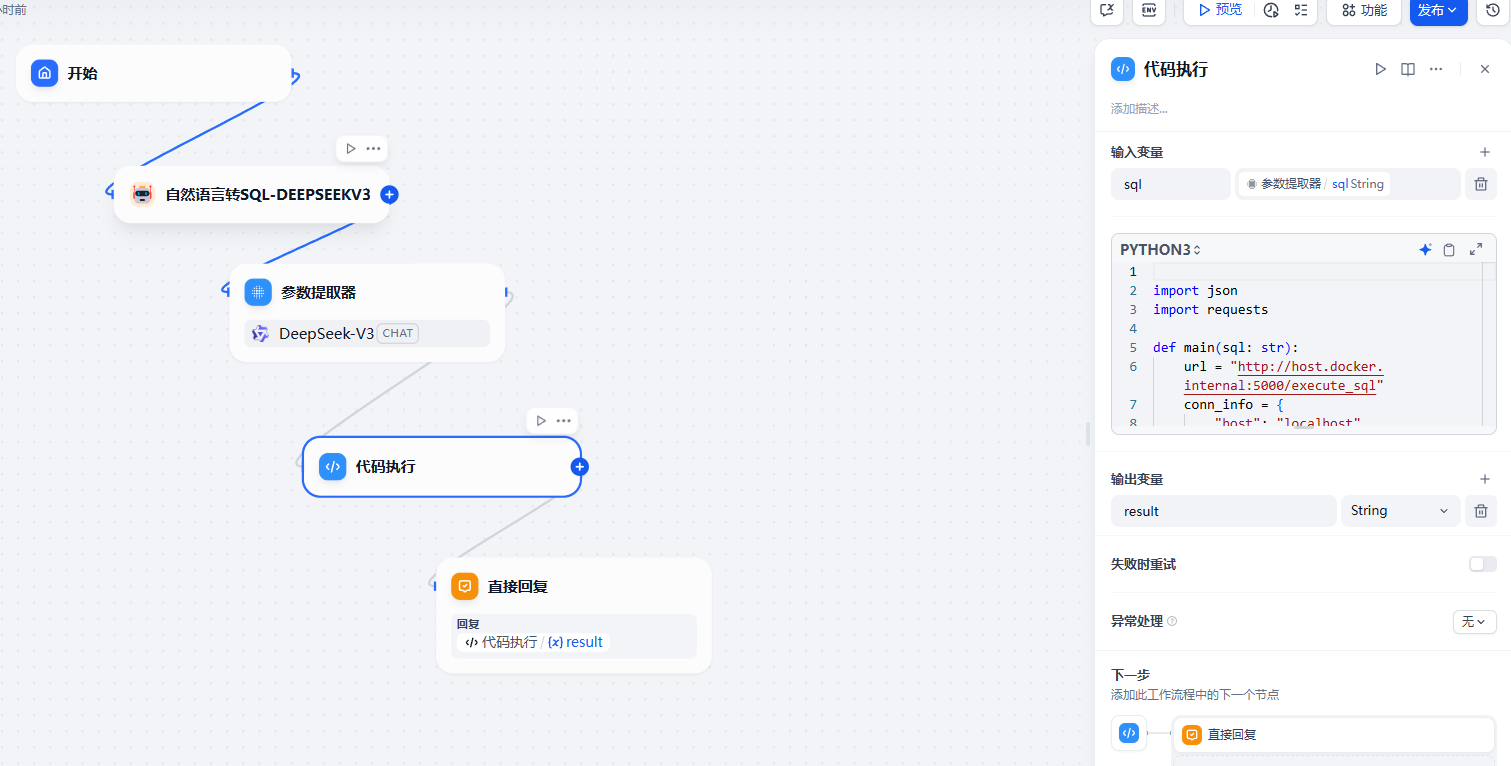 小时前
ENV
预览
功能
发布
开始
自然语言转SQL-DEEPSEEKV3
参数提取器
DeepSeek-V3 CHAT
代码执行
直接回复
回复
代码执行 / {x} result
代码执行
添加描述...
输入变量
sql
参数提取器 / sql String
PYTHON3
1
2 import json
3 import requests
4
5 def main(sql: str):
6 url = "http://host.docker.
internal:5000/execute_sql"
7 conn_info = {
8 "host": "localhost"
输出变量
result
String
失败时重试
异常处理
无
下一步
添加此工作流程中的下一个节点
直接回复